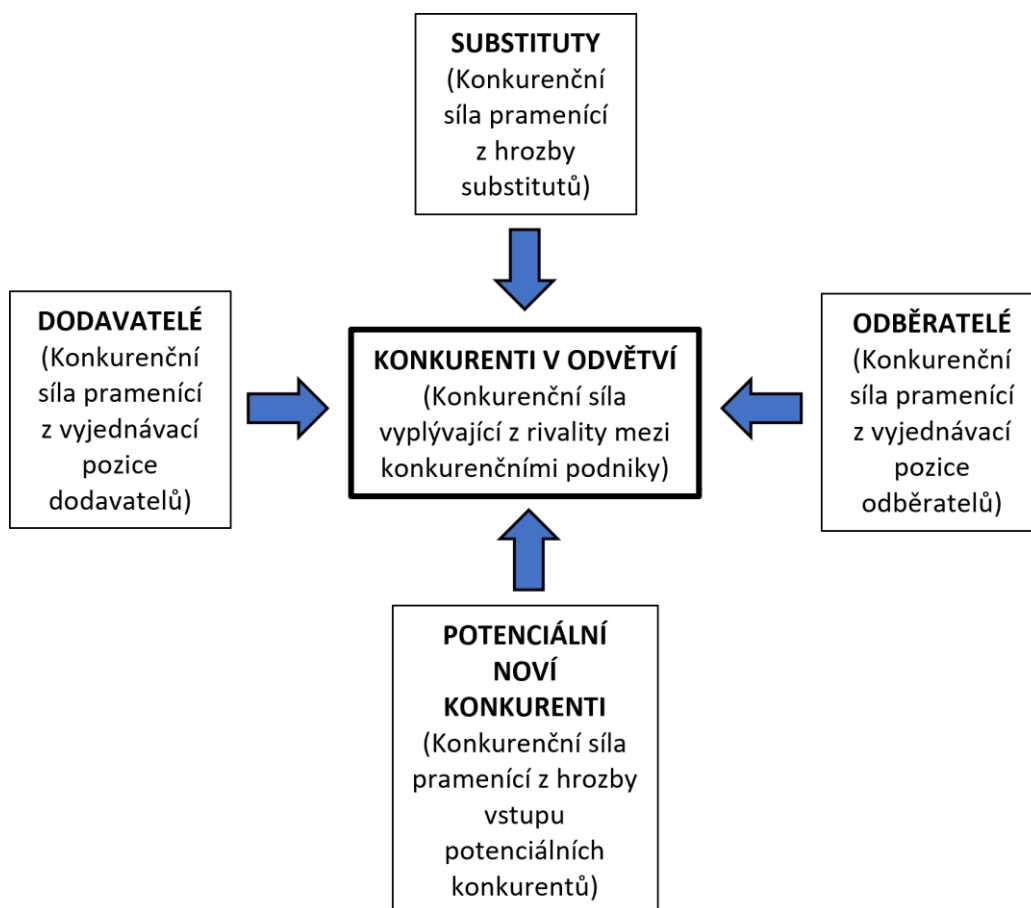 SUBSTITUTY
(Konkurenční
síla pramenící
z hrozby
substitutů)
DODAVATELÉ
(Konkurenční
síla pramenící
z vyjednávací
pozice
dodavatelů)
KONKURENTI V ODVĚTVÍ
(Konkurenční síla
vyplývající z rivality mezi
konkurenčními podniky)
ODBĚRATELÉ
(Konkurenční
síla pramenící
z vyjednávací
pozice
odběratelů)
POTENCIÁLNÍ
NOVÍ
KONKURENTI
(Konkurenční síla
pramenící z hrozby
vstupu
potenciálních
konkurentů)